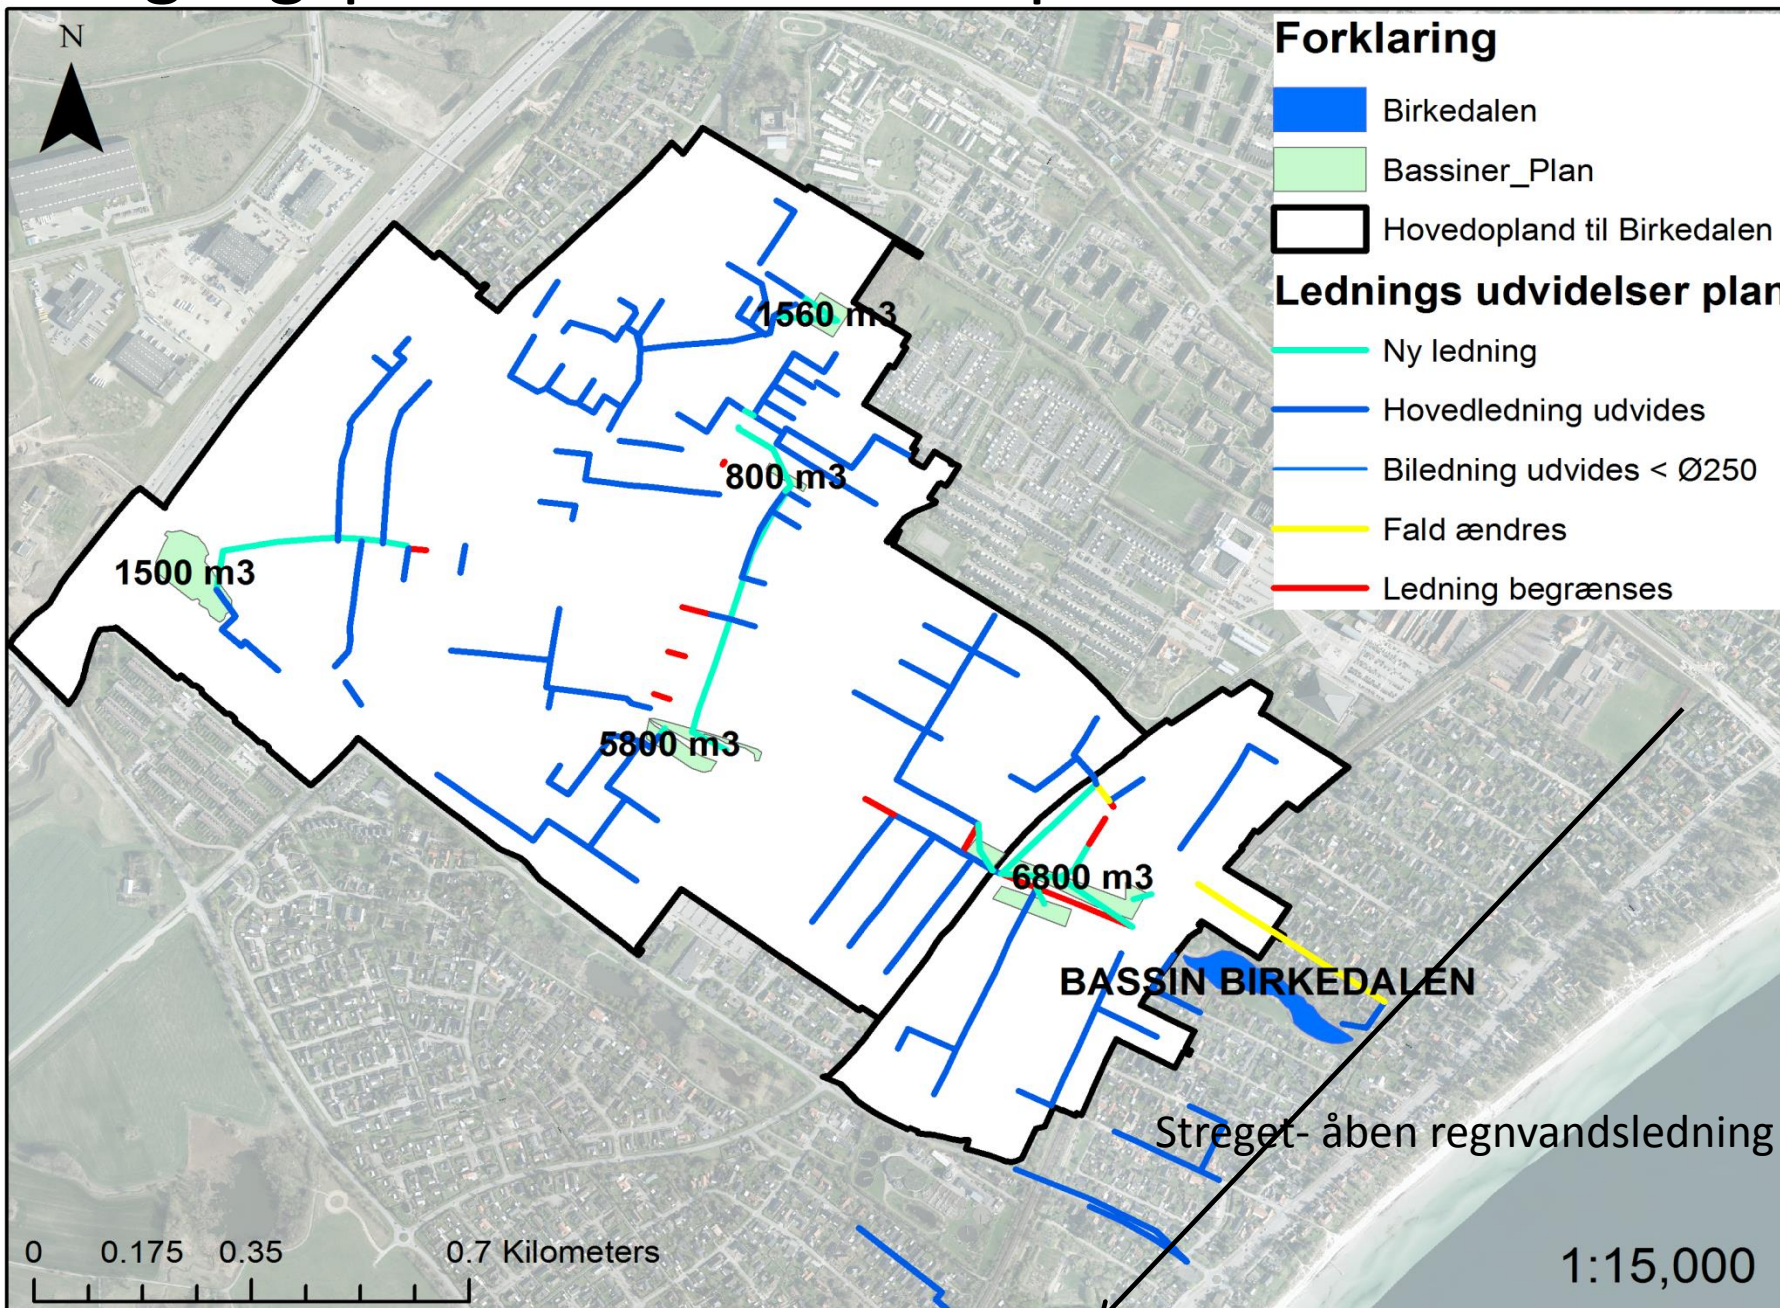 N
Forklaring
Birkedalen
Bassiner_Plan
Hovedopland til Birkedalen
Lednings udvidelser plan
Ny ledning
Hovedledning udvides
Biledning udvides < Ø250
Fald ændres
Ledning begrænses
1560 m3
800 m3
1500 m3
5800 m3
6800 m3
BASSIN BIRKEDALEN
Streget- åben regnvandsledning
0 0.175 0.35 0.7 Kilometers
1:15,000